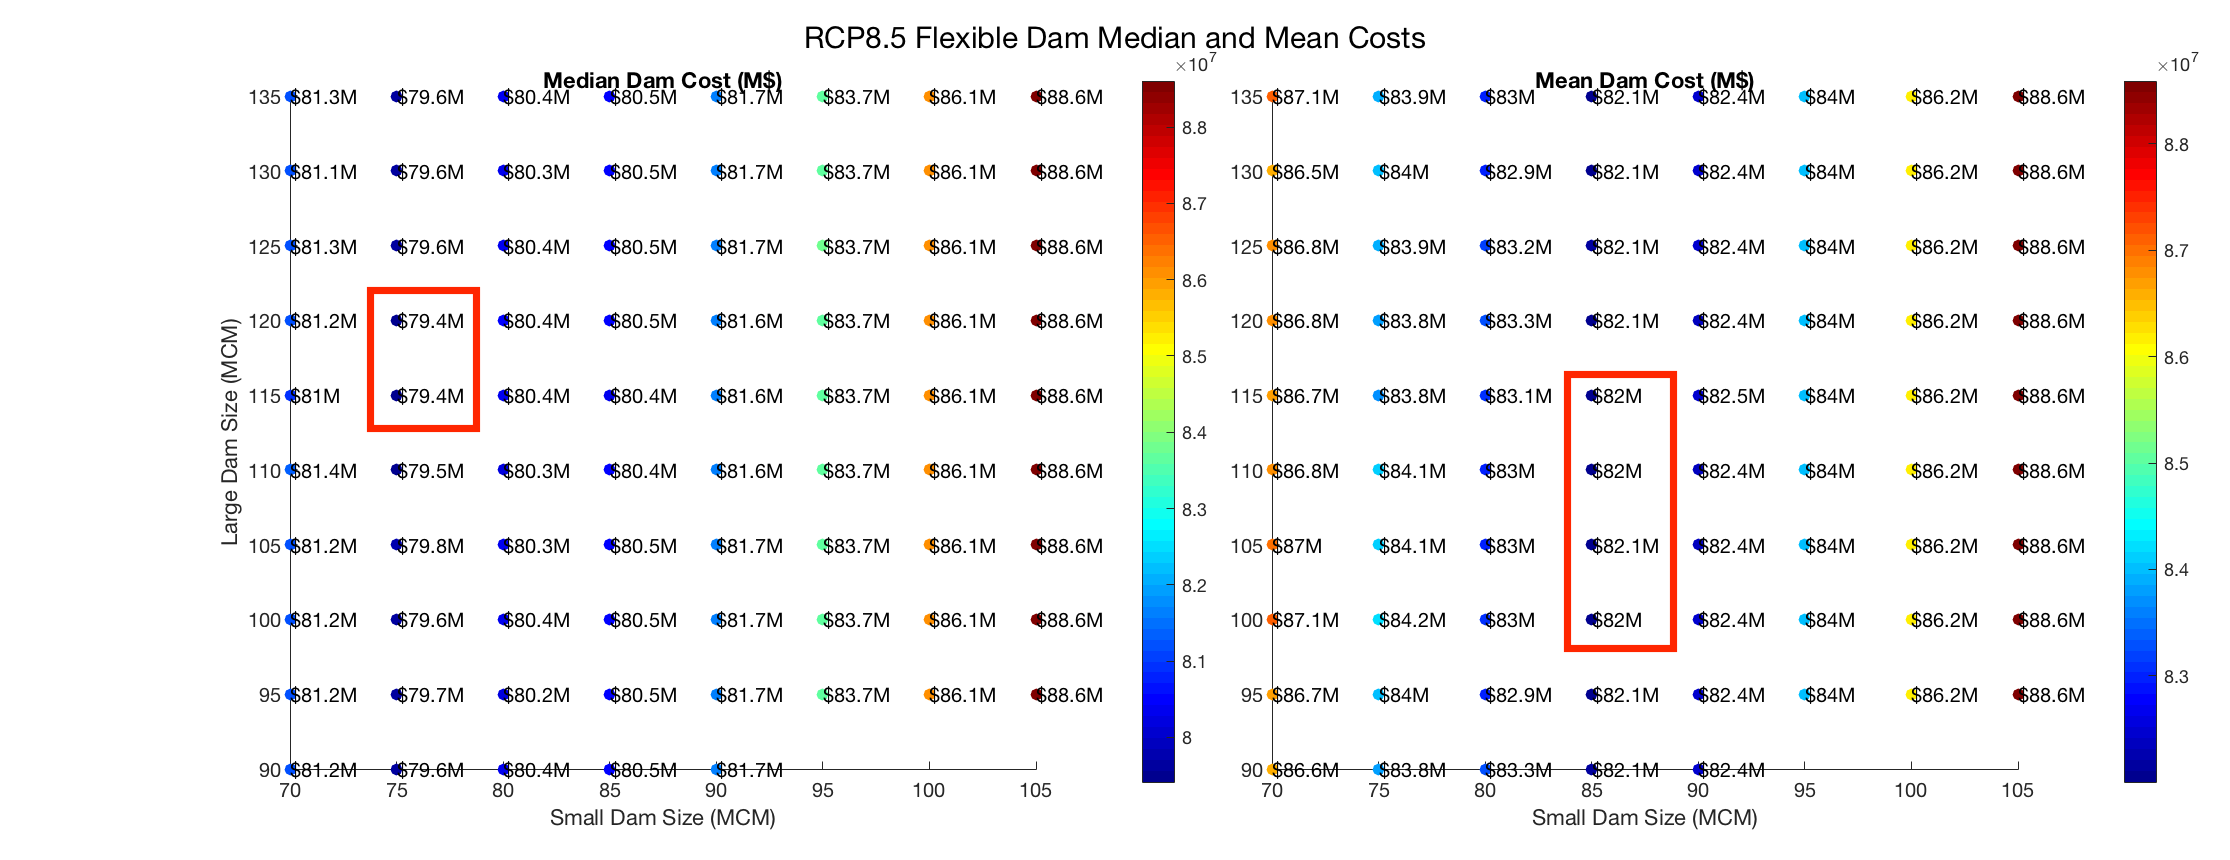 RCP8.5 Flexible Dam Median and Mean Costs
Median Dam Cost (M$)
×10⁷
Mean Dam Cost (M$)
×10⁷
135 $81.3M $79.6M $80.4M $80.5M $81.7M $83.7M $86.1M $88.6M
130 $81.1M $79.6M $80.3M $80.5M $81.7M $83.7M $86.1M $88.6M
125 $81.3M $79.6M $80.4M $80.5M $81.7M $83.7M $86.1M $88.6M
120 $81.2M $79.4M $80.4M $80.5M $81.6M $83.7M $86.1M $88.6M
115 $81M $79.4M $80.4M $80.4M $81.6M $83.7M $86.1M $88.6M
110 $81.4M $79.5M $80.3M $80.4M $81.6M $83.7M $86.1M $88.6M
105 $81.2M $79.8M $80.3M $80.5M $81.7M $83.7M $86.1M $88.6M
100 $81.2M $79.6M $80.4M $80.5M $81.7M $83.7M $86.1M $88.6M
95 $81.2M $79.7M $80.2M $80.5M $81.7M $83.7M $86.1M $88.6M
90 $81.2M $79.6M $80.4M $80.5M $81.7M
70 75 80 85 90 95 100 105
Small Dam Size (MCM)
Large Dam Size (MCM)
8.8
8.7
8.6
8.5
8.4
8.3
8.2
8.1
8
135 $87.1M $83.9M $83M $82.1M $82.4M $84M $86.2M $88.6M
130 $86.5M $84M $82.9M $82.1M $82.4M $84M $86.2M $88.6M
125 $86.8M $83.9M $83.2M $82.1M $82.4M $84M $86.2M $88.6M
120 $86.8M $83.8M $83.3M $82.1M $82.4M $84M $86.2M $88.6M
115 $86.7M $83.8M $83.1M $82M $82.5M $84M $86.2M $88.6M
110 $86.8M $84.1M $83M $82M $82.4M $84M $86.2M $88.6M
105 $87M $84.1M $83M $82.1M $82.4M $84M $86.2M $88.6M
100 $87.1M $84.2M $83M $82M $82.4M $84M $86.2M $88.6M
95 $86.7M $84M $82.9M $82.1M $82.4M $84M $86.2M $88.6M
90 $86.6M $83.8M $83.3M $82.1M $82.4M
70 75 80 85 90 95 100 105
Small Dam Size (MCM)
8.8
8.7
8.6
8.5
8.4
8.3